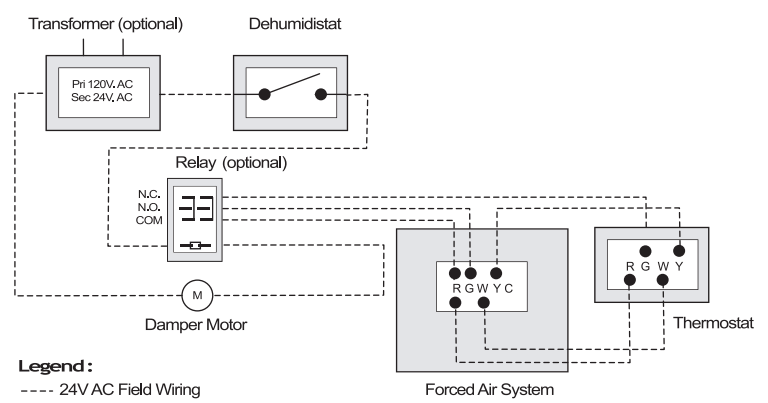 Transformer (optional)
Dehumidistat
Pri 120V. AC
Sec 24V. AC
Relay (optional)
N.C.
N.O.
COM
M
Damper Motor
R G W Y C
Forced Air System
R G W Y
Thermostat
Legend:
---- 24V AC Field Wiring